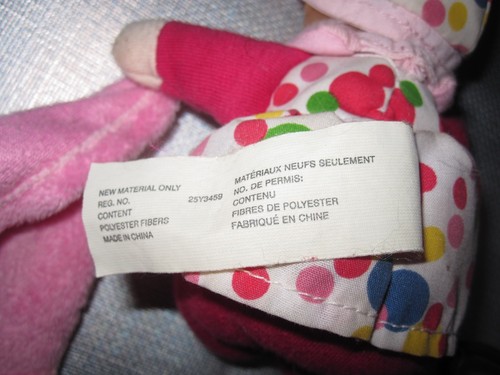 NEW MATERIAL ONLY
REG. NO.
CONTENT
POLYESTER FIBERS
MADE IN CHINA
25Y3459
MATÉRIAUX NEUFS SEULEMENT
NO. DE PERMIS:
CONTENU
FIBRES DE POLYESTER
FABRIQUÉ EN CHINE